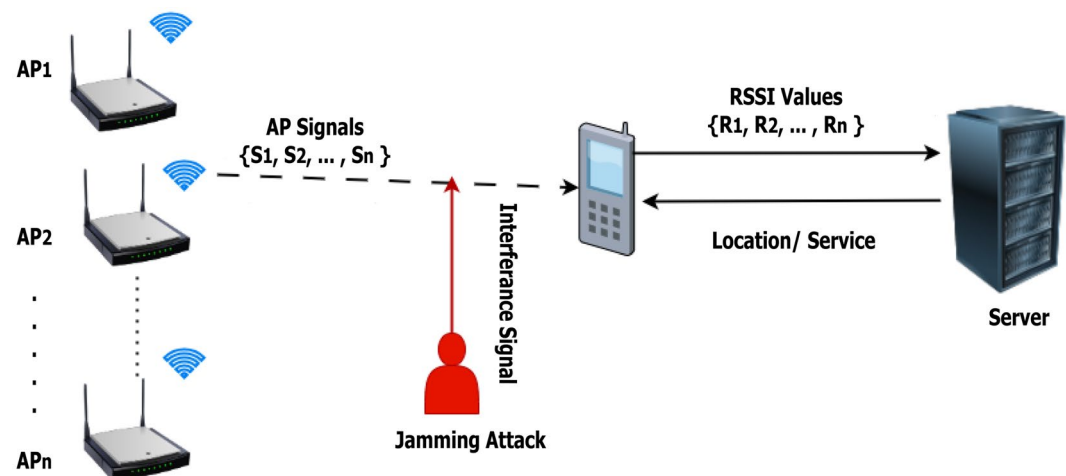 AP1
AP Signals
{S1, S2, ... , Sn }
RSSI Values
{R1, R2, ... , Rn }
AP2
Interferance Signal
Location/ Service
Server
Jamming Attack
APn